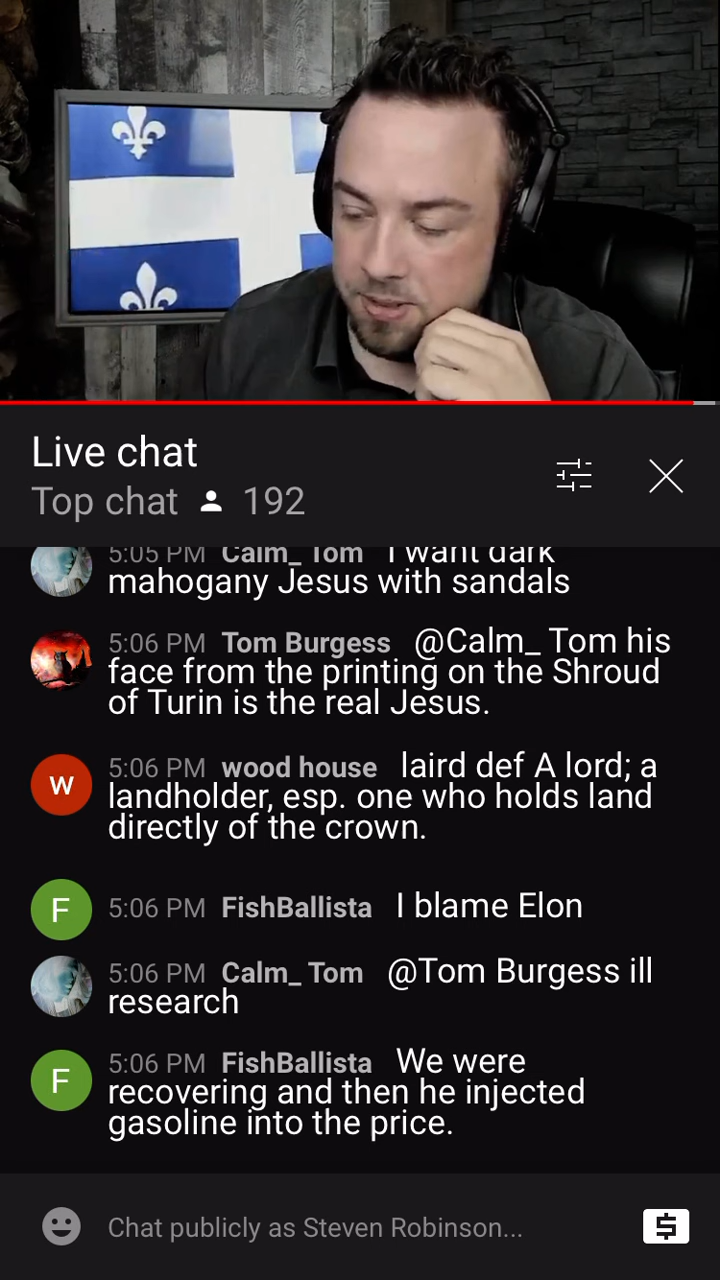 Live chat
Top chat 192
5:05 PM Calm_ Tom I want dark
mahogany Jesus with sandals
5:06 PM Tom Burgess @Calm_ Tom his
face from the printing on the Shroud
of Turin is the real Jesus.
W
5:06 PM wood house laird def A lord; a
landholder, esp. one who holds land
directly of the crown.
F
5:06 PM FishBallista I blame Elon
5:06 PM Calm_ Tom @Tom Burgess ill
research
F
5:06 PM FishBallista We were
recovering and then he injected
gasoline into the price.
Chat publicly as Steven Robinson...
$